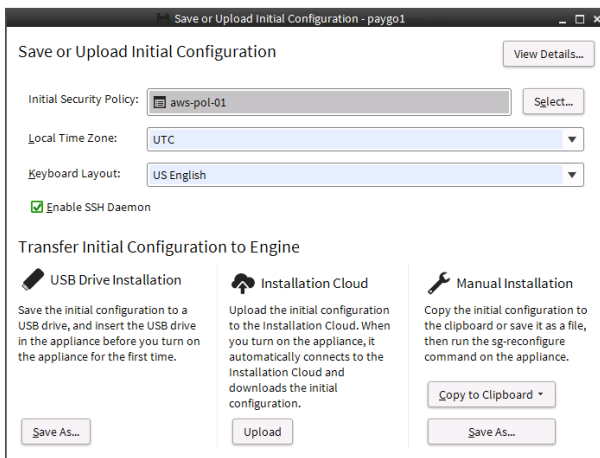 Save or Upload Initial Configuration - paygo1
Save or Upload Initial Configuration
View Details...
Initial Security Policy:
aws-pol-01
Select...
Local Time Zone:
UTC
Keyboard Layout:
US English
Enable SSH Daemon
Transfer Initial Configuration to Engine
USB Drive Installation
Save the initial configuration to a
USB drive, and insert the USB drive
in the appliance before you turn on
the appliance for the first time.
Save As...
Installation Cloud
Upload the initial configuration
to the Installation Cloud. When
you turn on the appliance, it
automatically connects to the
Installation Cloud and
downloads the initial
configuration.
Upload
Manual Installation
Copy the initial configuration to
the clipboard or save it as a file,
then run the sg-reconfigure
command on the appliance.
Copy to Clipboard
Save As...